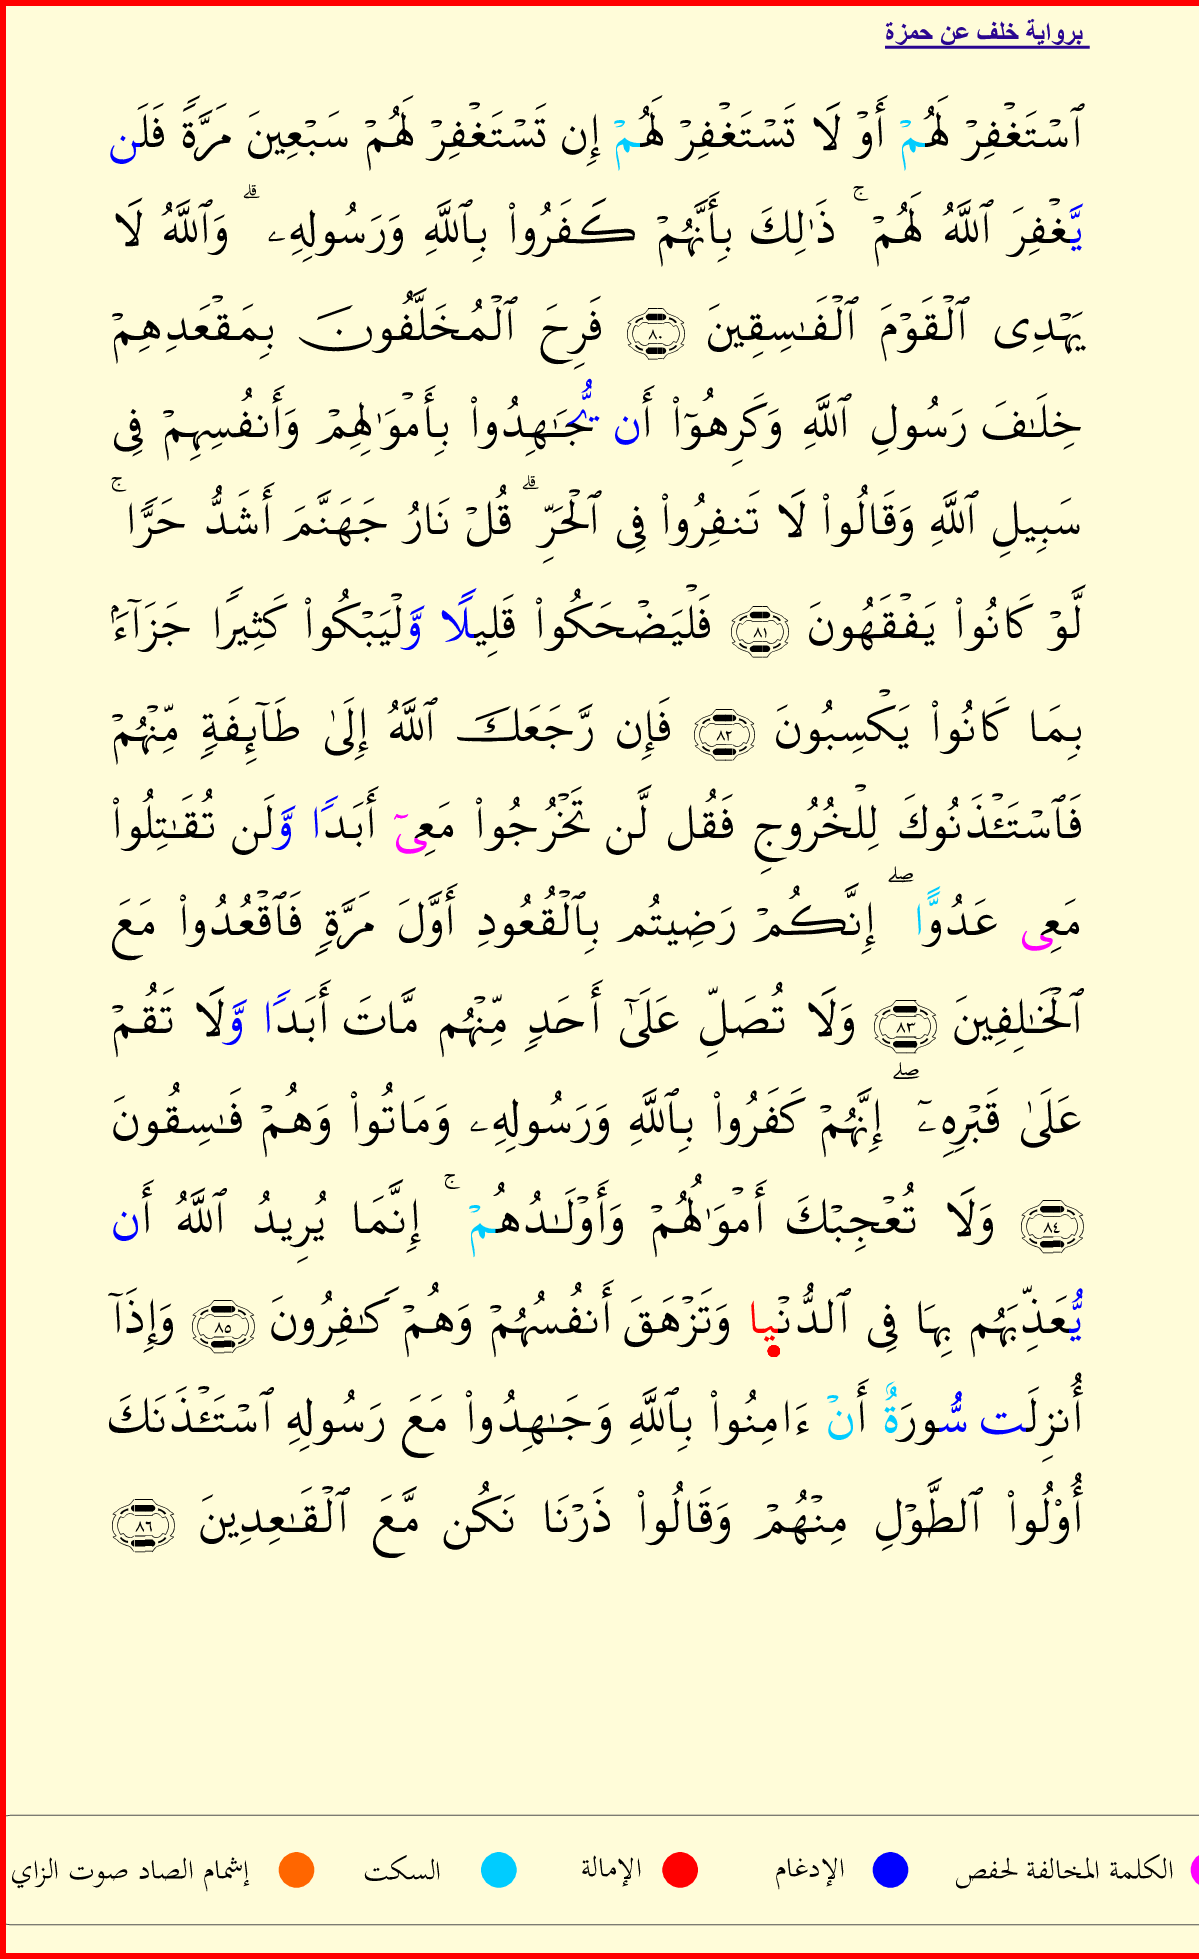 برواية خلف عن حمزة
ٱسۡتَغۡفِرۡ لَهُمۡ أَوۡ لَا تَسۡتَغۡفِرۡ لَهُمۡ إِن تَسۡتَغۡفِرۡ لَهُمۡ سَبۡعِينَ مَرَّةٗ فَلَن
يَّغۡفِرَ ٱللَّهُ لَهُمۡۚ ذَٰلِكَ بِأَنَّهُمۡ كَفَرُواْ بِٱللَّهِ وَرَسُولِهِۦۗ وَٱللَّهُ لَا
يَهۡدِى ٱلۡقَوۡمَ ٱلۡفَٰسِقِينَ ٨٠ فَرِحَ ٱلۡمُخَلَّفُونَ بِمَقۡعَدِهِمۡ
خِلَٰفَ رَسُولِ ٱللَّهِ وَكَرِهُوٓاْ أَن يُّجَٰهِدُواْ بِأَمۡوَٰلِهِمۡ وَأَنفُسِهِمۡ فِى
سَبِيلِ ٱللَّهِ وَقَالُواْ لَا تَنفِرُواْ فِى ٱلۡحَرِّۗ قُلۡ نَارُ جَهَنَّمَ أَشَدُّ حَرّٗاۚ
لَّوۡ كَانُواْ يَفۡقَهُونَ ٨١ فَلۡيَضۡحَكُواْ قَلِيلٗا وَّلۡيَبۡكُواْ كَثِيرٗا جَزَآءَۢ
بِمَا كَانُواْ يَكۡسِبُونَ ٨٢ فَإِن رَّجَعَكَ ٱللَّهُ إِلَىٰ طَآئِفَةٖ مِّنۡهُمۡ
فَٱسۡتَـٔۡذَنُوكَ لِلۡخُرُوجِ فَقُل لَّن تَخۡرُجُواْ مَعِىٓ أَبَدٗا وَّلَن تُقَٰتِلُواْ
مَعِى عَدُوًّاۖ إِنَّكُمۡ رَضِيتُم بِٱلۡقُعُودِ أَوَّلَ مَرَّةٖ فَٱقۡعُدُواْ مَعَ
ٱلۡخَٰلِفِينَ ٨٣ وَلَا تُصَلِّ عَلَىٰٓ أَحَدٖ مِّنۡهُم مَّاتَ أَبَدٗا وَّلَا تَقُمۡ
عَلَىٰ قَبۡرِهِۦٓۖ إِنَّهُمۡ كَفَرُواْ بِٱللَّهِ وَرَسُولِهِۦ وَمَاتُواْ وَهُمۡ فَٰسِقُونَ
٨٤ وَلَا تُعۡجِبۡكَ أَمۡوَٰلُهُمۡ وَأَوۡلَٰدُهُمۡۚ إِنَّمَا يُرِيدُ ٱللَّهُ أَن
يُّعَذِّبَهُم بِهَا فِى ٱلدُّنۡيا وَتَزۡهَقَ أَنفُسُهُمۡ وَهُمۡ كَٰفِرُونَ ٨٥ وَإِذَآ
أُنزِلَت سُّورَةٌ أَنۡ ءَامِنُواْ بِٱللَّهِ وَجَٰهِدُواْ مَعَ رَسُولِهِ ٱسۡتَـٔۡذَنَكَ
أُوْلُواْ ٱلطَّوۡلِ مِنۡهُمۡ وَقَالُواْ ذَرۡنَا نَكُن مَّعَ ٱلۡقَٰعِدِينَ ٨٦
الكلمة المخالفة لحفص الإدغام الإمالة السكت إشمام الصاد صوت الزاي